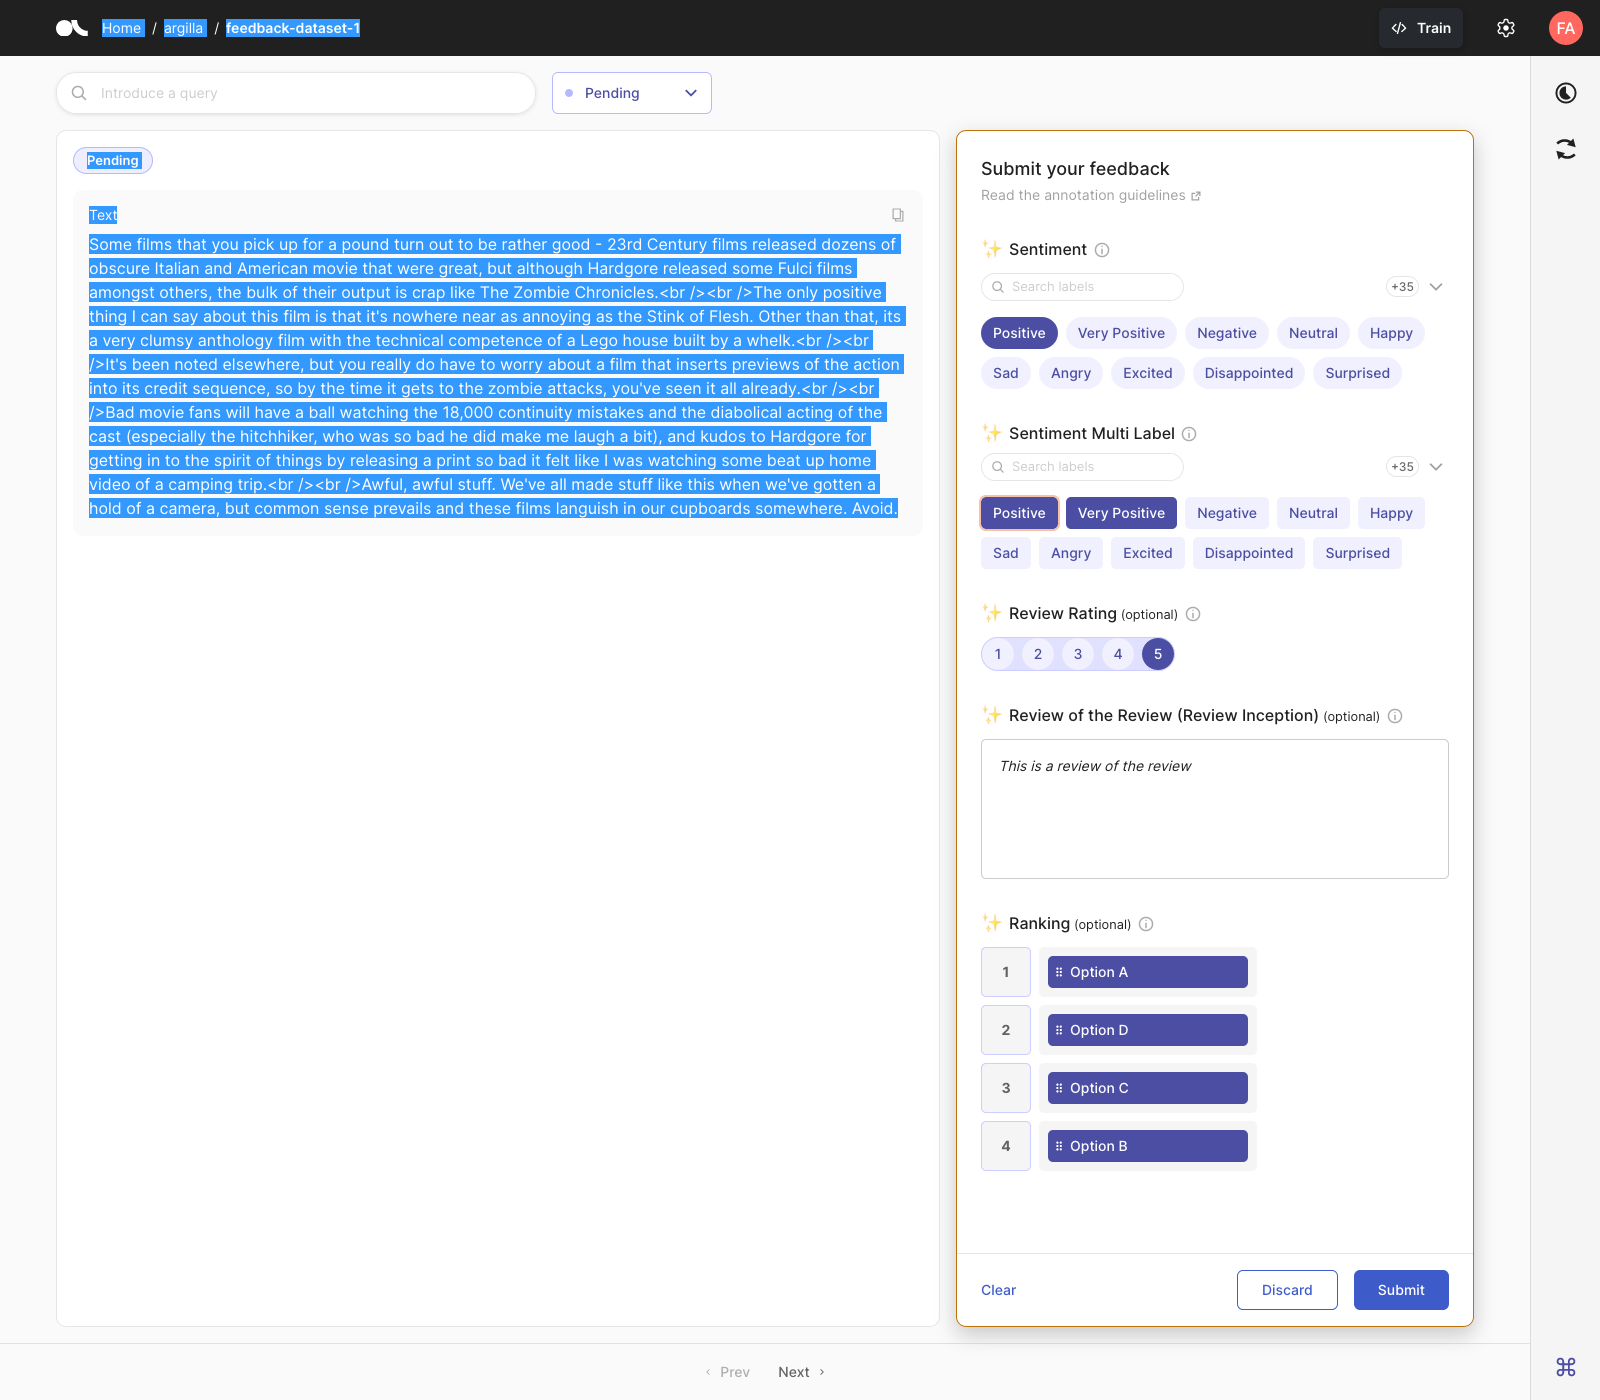 Home / argilla / feedback-dataset-1
Train
FA
Introduce a query
Pending
Pending
Text
Some films that you pick up for a pound turn out to be rather good - 23rd Century films released dozens of
obscure Italian and American movie that were great, but although Hardgore released some Fulci films
amongst others, the bulk of their output is crap like The Zombie Chronicles.<br /><br />The only positive
thing I can say about this film is that it's nowhere near as annoying as the Stink of Flesh. Other than that, its
a very clumsy anthology film with the technical competence of a Lego house built by a whelk.<br /><br
/>It's been noted elsewhere, but you really do have to worry about a film that inserts previews of the action
into its credit sequence, so by the time it gets to the zombie attacks, you've seen it all already.<br /><br
/>Bad movie fans will have a ball watching the 18,000 continuity mistakes and the diabolical acting of the
cast (especially the hitchhiker, who was so bad he did make me laugh a bit), and kudos to Hardgore for
getting in to the spirit of things by releasing a print so bad it felt like I was watching some beat up home
video of a camping trip.<br /><br />Awful, awful stuff. We've all made stuff like this when we've gotten a
hold of a camera, but common sense prevails and these films languish in our cupboards somewhere. Avoid.
Submit your feedback
Read the annotation guidelines
Sentiment
Search labels +35
Positive Very Positive Negative Neutral Happy
Sad Angry Excited Disappointed Surprised
Sentiment Multi Label
Search labels +35
Positive Very Positive Negative Neutral Happy
Sad Angry Excited Disappointed Surprised
Review Rating (optional)
1 2 3 4 5
Review of the Review (Review Inception) (optional)
This is a review of the review
Ranking (optional)
1 Option A
2 Option D
3 Option C
4 Option B
Clear Discard Submit
Prev Next